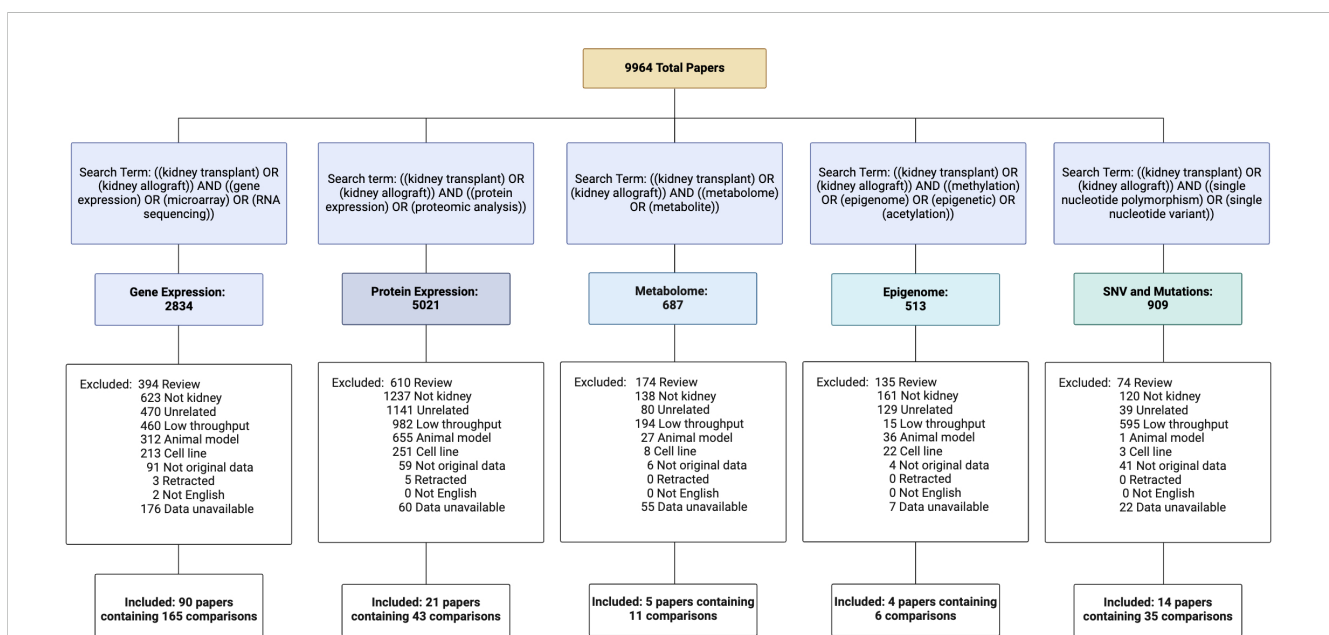 9964 Total Papers
Search Term: ((kidney transplant) OR
(kidney allograft)) AND ((gene
expression) OR (microarray) OR (RNA
sequencing))
Search term: ((kidney transplant) OR
(kidney allograft)) AND ((protein
expression) OR (proteomic analysis))
Search Term: ((kidney transplant) OR
(kidney allograft)) AND ((metabolome)
OR (metabolite))
Search Term: ((kidney transplant) OR
(kidney allograft)) AND ((methylation)
OR (epigenome) OR (epigenetic) OR
(acetylation))
Search Term: ((kidney transplant) OR
(kidney allograft)) AND ((single
nucleotide polymorphism) OR (single
nucleotide variant))
Gene Expression:
2834
Protein Expression:
5021
Metabolome:
687
Epigenome:
513
SNV and Mutations:
909
Excluded: 394 Review
623 Not kidney
470 Unrelated
460 Low throughput
312 Animal model
213 Cell line
91 Not original data
3 Retracted
2 Not English
176 Data unavailable
Excluded: 610 Review
1237 Not kidney
1141 Unrelated
982 Low throughput
655 Animal model
251 Cell line
59 Not original data
5 Retracted
0 Not English
60 Data unavailable
Excluded: 174 Review
138 Not kidney
80 Unrelated
194 Low throughput
27 Animal model
8 Cell line
6 Not original data
0 Retracted
0 Not English
55 Data unavailable
Excluded: 135 Review
161 Not kidney
129 Unrelated
15 Low throughput
36 Animal model
22 Cell line
4 Not original data
0 Retracted
0 Not English
7 Data unavailable
Excluded: 74 Review
120 Not kidney
39 Unrelated
595 Low throughput
1 Animal model
3 Cell line
41 Not original data
0 Retracted
0 Not English
22 Data unavailable
Included: 90 papers
containing 165 comparisons
Included: 21 papers
containing 43 comparisons
Included: 5 papers containing
11 comparisons
Included: 4 papers containing
6 comparisons
Included: 14 papers
containing 35 comparisons